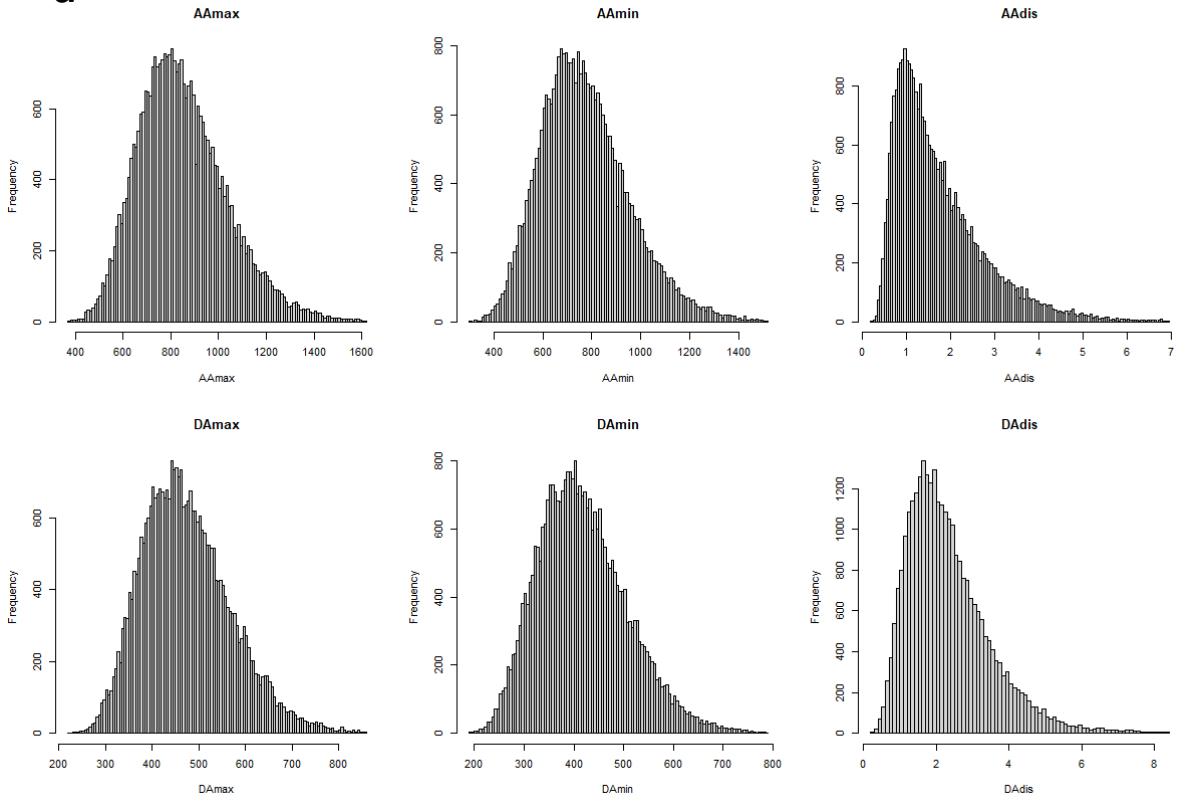 AAmax
AAmin
AAdis
Frequency
0 200 400 600
400 600 800 1000 1200 1400 1600
AAmax
Frequency
0 200 400 600 800
400 600 800 1000 1200 1400
AAmin
Frequency
0 200 400 600 800
0 1 2 3 4 5 6 7
AAdis
DAmax
DAmin
DAdis
Frequency
0 200 400 600
200 300 400 500 600 700 800
DAmax
Frequency
0 200 400 600 800
200 300 400 500 600 700 800
DAmin
Frequency
0 200 400 600 800 1000 1200
0 2 4 6 8
DAdis